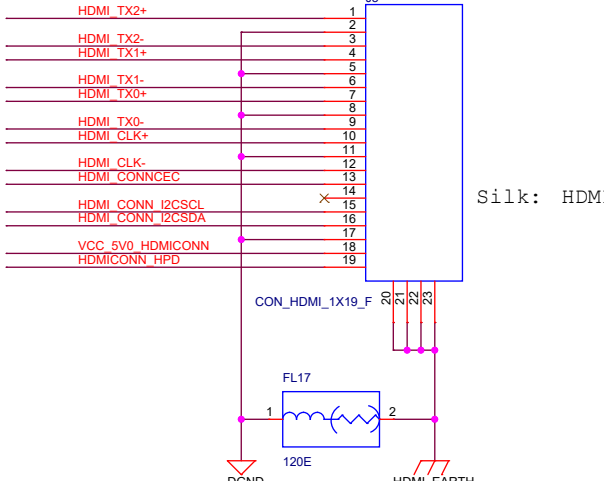 HDMI_TX2+ 1
2
HDMI_TX2- 3
HDMI_TX1+ 4
5
HDMI_TX1- 6
HDMI_TX0+ 7
8
HDMI_TX0- 9
HDMI_CLK+ 10
11
HDMI_CLK- 12
HDMI_CONNCEC 13
14
Silk: HDMI
HDMI_CONN_I2CSCL 15
HDMI_CONN_I2CSDA 16
17
VCC_5V0_HDMICONN 18
HDMICONN_HPD 19
CON_HDMI_1X19_F 20 21 22 23
FL17
1 2
120E
DGND HDMI_EARTH